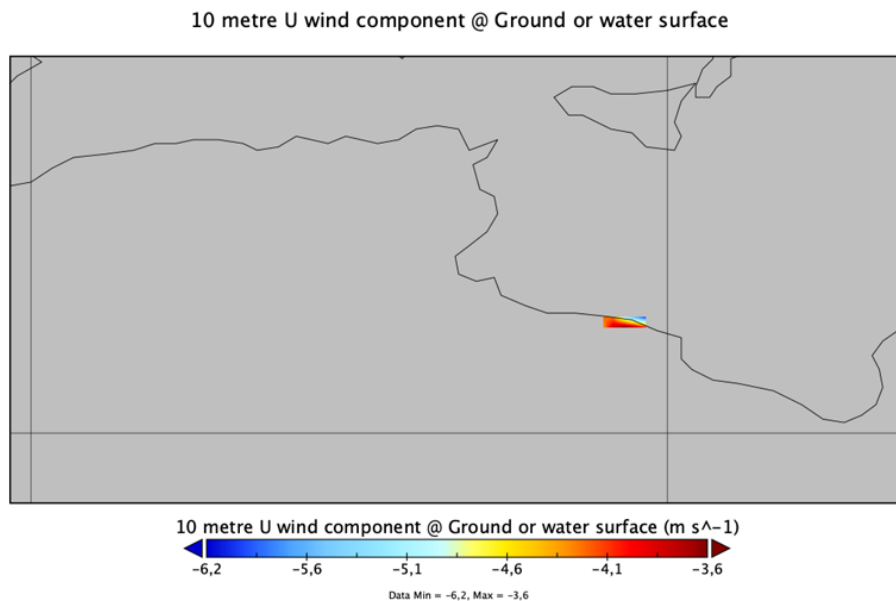 10 metre U wind component @ Ground or water surface
10 metre U wind component @ Ground or water surface (m s^-1)
-6,2 -5,6 -5,1 -4,6 -4,1 -3,6
Data Min = -6,2, Max = -3,6